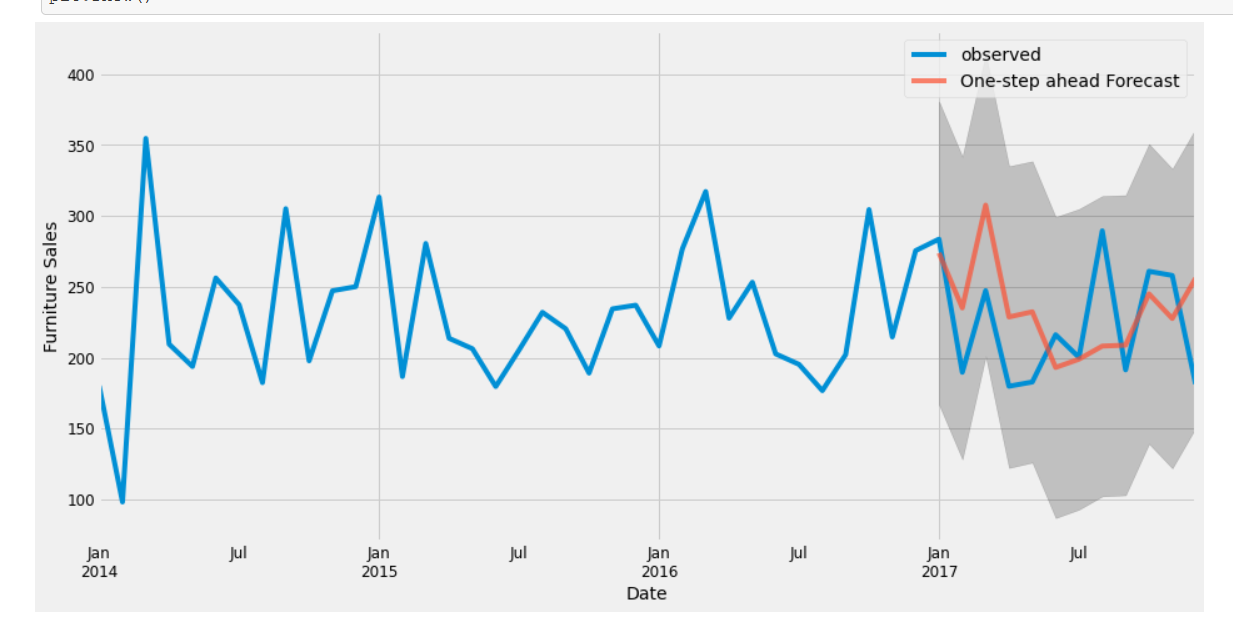 observed
One-step ahead Forecast
400
350
300
250
200
150
100
Furniture Sales
Jan Jul Jan Jul Jan Jul Jan Jul
2014 2015 2016 2017
Date